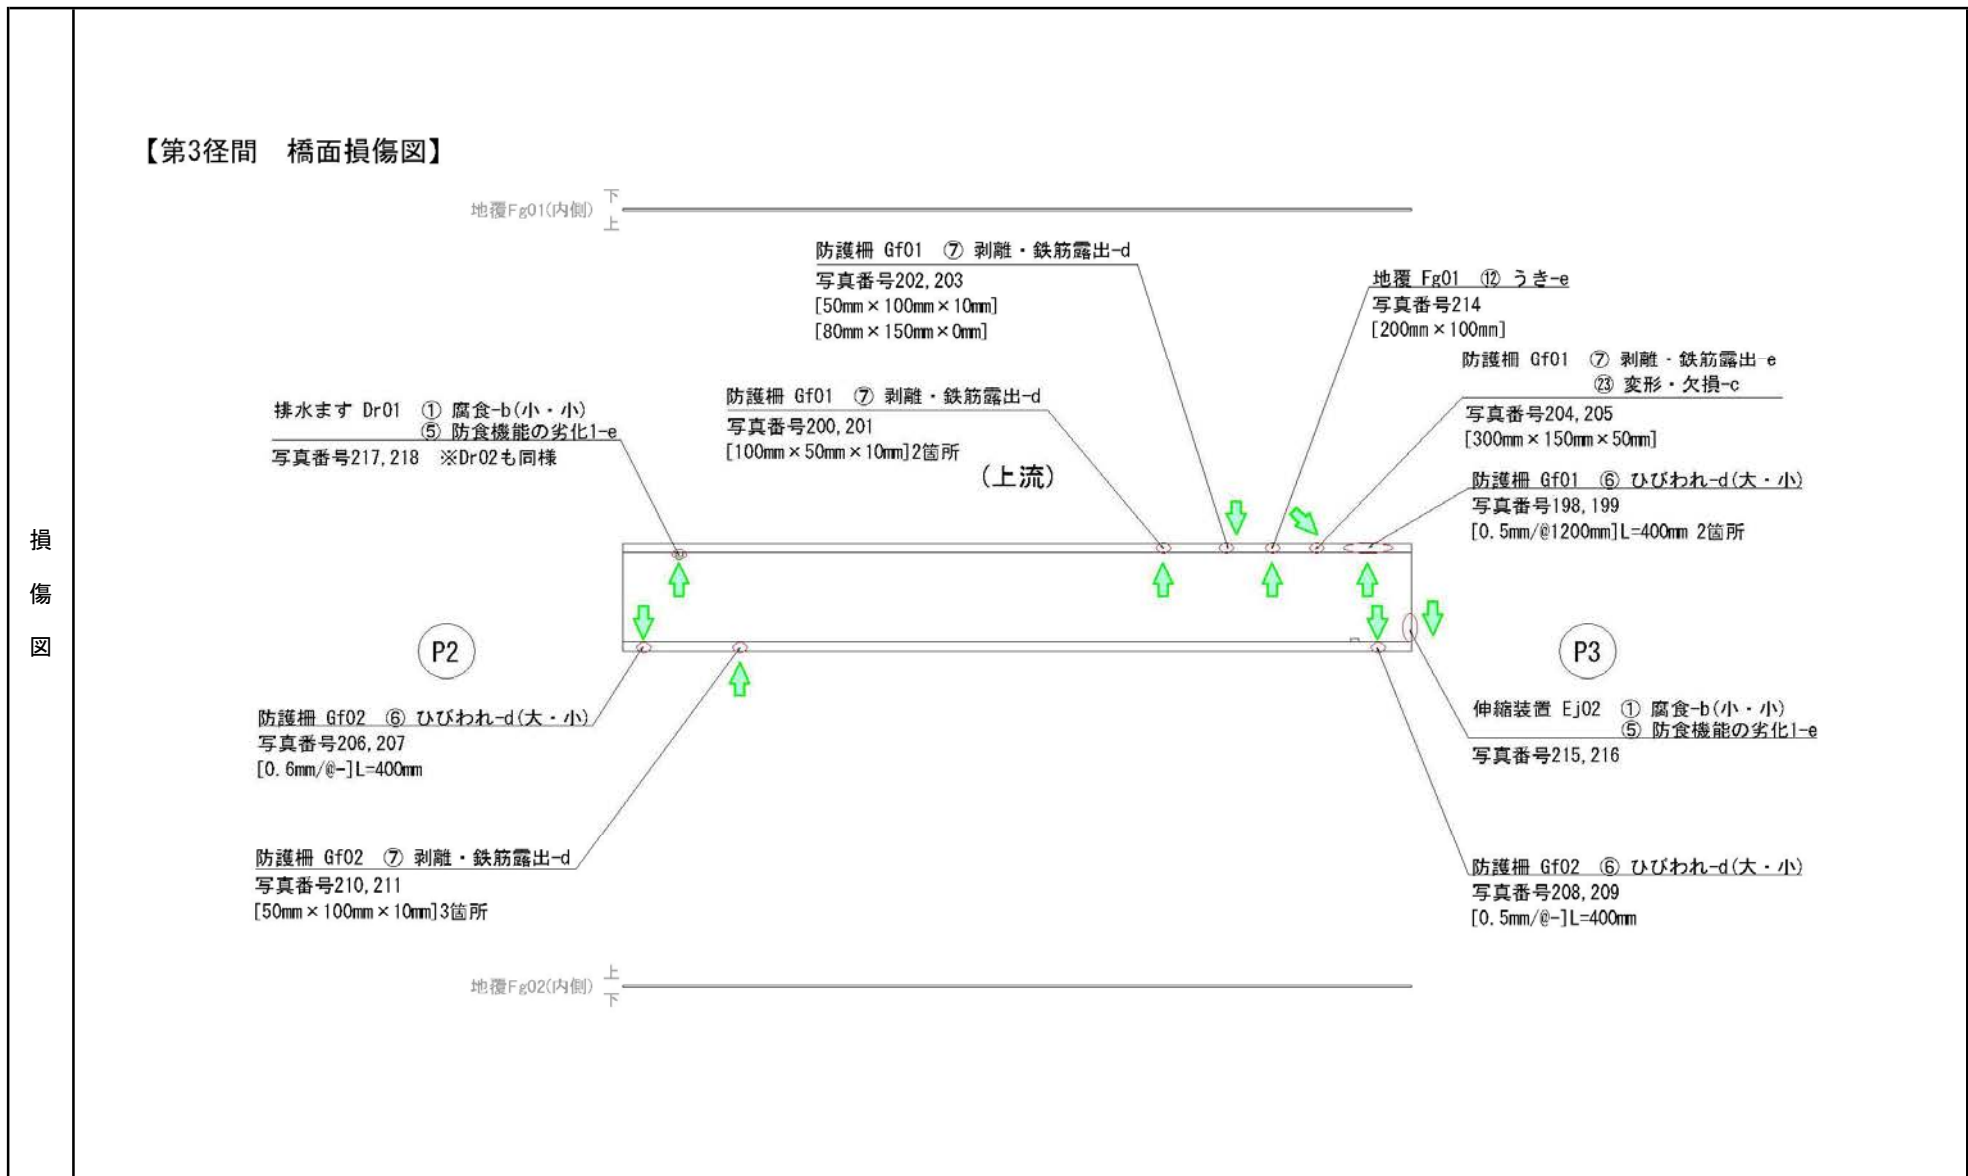 損傷図
【第3径間　橋面損傷図】
地覆Fg01(内側)
下
上
防護柵 Gf01　⑦ 剥離・鉄筋露出-d
写真番号202,203
[50mm×100mm×10mm]
[80mm×150mm×0mm]
地覆 Fg01　⑫ うき-e
写真番号214
[200mm×100mm]
防護柵 Gf01　⑦ 剥離・鉄筋露出-e
㉓ 変形・欠損-c
写真番号204,205
[300mm×150mm×50mm]
防護柵 Gf01　⑦ 剥離・鉄筋露出-d
写真番号200,201
[100mm×50mm×10mm]2箇所
排水ます Dr01　① 腐食-b(小・小)
⑤ 防食機能の劣化1-e
写真番号217,218　※Dr02も同様
(上流)
防護柵 Gf01　⑥ ひびわれ-d(大・小)
写真番号198,199
[0.5mm/@1200mm]L=400mm 2箇所
P2
P3
防護柵 Gf02　⑥ ひびわれ-d(大・小)
写真番号206,207
[0.6mm/@-]L=400mm
伸縮装置 Ej02　① 腐食-b(小・小)
⑤ 防食機能の劣化1-e
写真番号215,216
防護柵 Gf02　⑦ 剥離・鉄筋露出-d
写真番号210,211
[50mm×100mm×10mm]3箇所
防護柵 Gf02　⑥ ひびわれ-d(大・小)
写真番号208,209
[0.5mm/@-]L=400mm
地覆Fg02(内側)
上
下